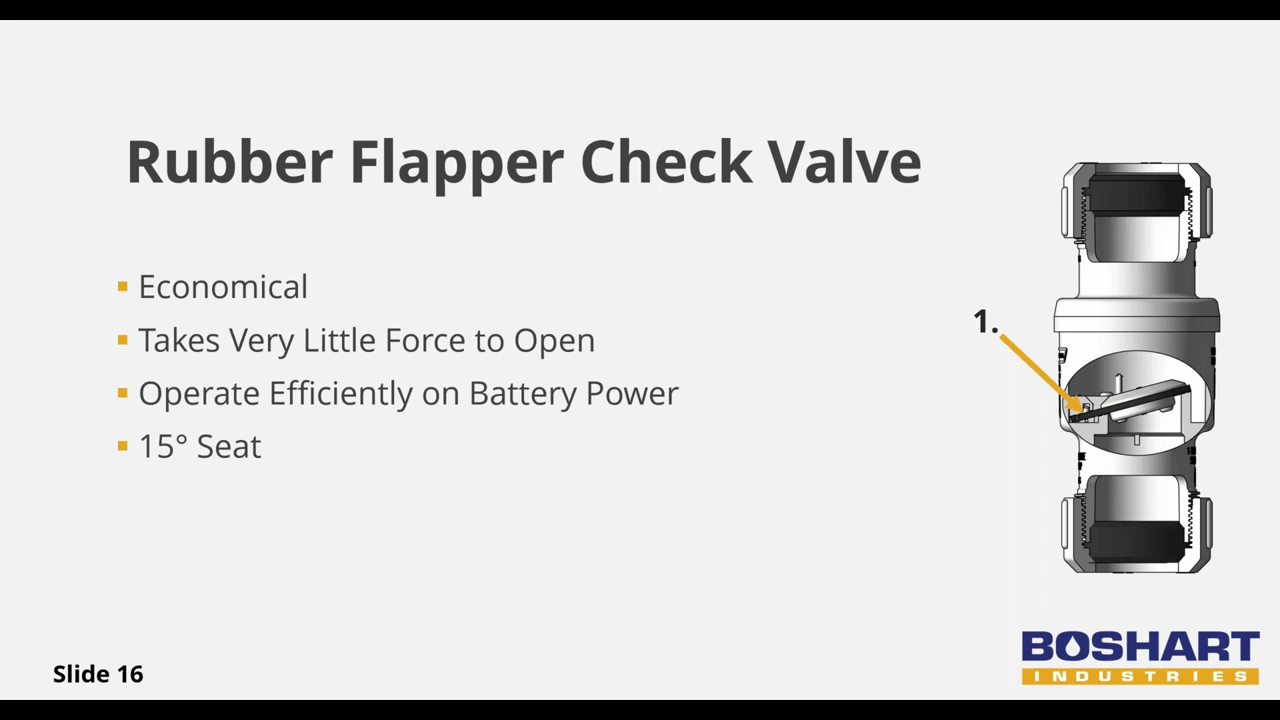 Rubber Flapper Check Valve
Economical
Takes Very Little Force to Open
Operate Efficiently on Battery Power
15° Seat
1.
Slide 16
BOSHART
INDUSTRIES